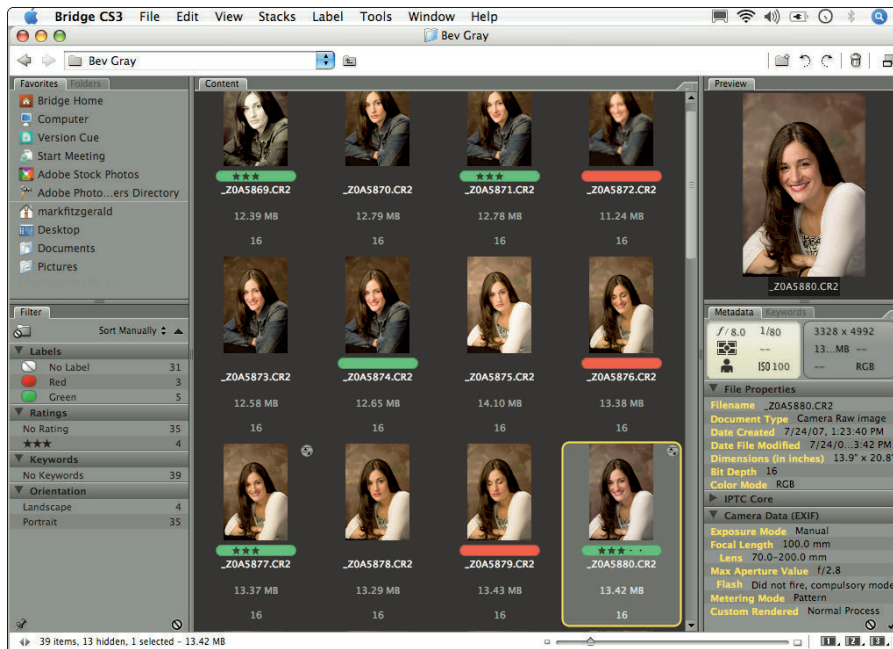 Bridge CS3 File Edit View Stacks Label Tools Window Help
Bev Gray
Bev Gray
Favorites Folders
Bridge Home
Computer
Version Cue
Start Meeting
Adobe Stock Photos
Adobe Photo...ers Directory
markfitzgerald
Desktop
Documents
Pictures
Filter
Sort Manually
Labels
No Label 31
Red 3
Green 5
Ratings
No Rating 35
★★★ 4
Keywords
No Keywords 39
Orientation
Landscape 4
Portrait 35
Content
★★★ ★★★
_Z0A5869.CR2 _Z0A5870.CR2 _Z0A5871.CR2 _Z0A5872.CR2
12.39 MB 12.79 MB 12.78 MB 11.24 MB
16 16 16 16
_Z0A5873.CR2 _Z0A5874.CR2 _Z0A5875.CR2 _Z0A5876.CR2
12.58 MB 12.65 MB 14.10 MB 13.38 MB
16 16 16 16
★★★ ★★★··
_Z0A5877.CR2 _Z0A5878.CR2 _Z0A5879.CR2 _Z0A5880.CR2
13.37 MB 13.29 MB 13.43 MB 13.42 MB
16 16 16 16
Preview
_Z0A5880.CR2
Metadata Keywords
f/8.0 1/80 3328 x 4992
-- 13...MB --
ISO 100 -- RGB
File Properties
Filename _Z0A5880.CR2
Document Type Camera Raw image
Date Created 7/24/07, 1:23:40 PM
Date File Modified 7/24/0...3:42 PM
Dimensions (in inches) 13.9" x 20.8"
Bit Depth 16
Color Mode RGB
IPTC Core
Camera Data (EXIF)
Exposure Mode Manual
Focal Length 100.0 mm
Lens 70.0-200.0 mm
Max Aperture Value f/2.8
Flash Did not fire, compulsory mode
Metering Mode Pattern
Custom Rendered Normal Process
39 items, 13 hidden, 1 selected - 13.42 MB
1 2 3